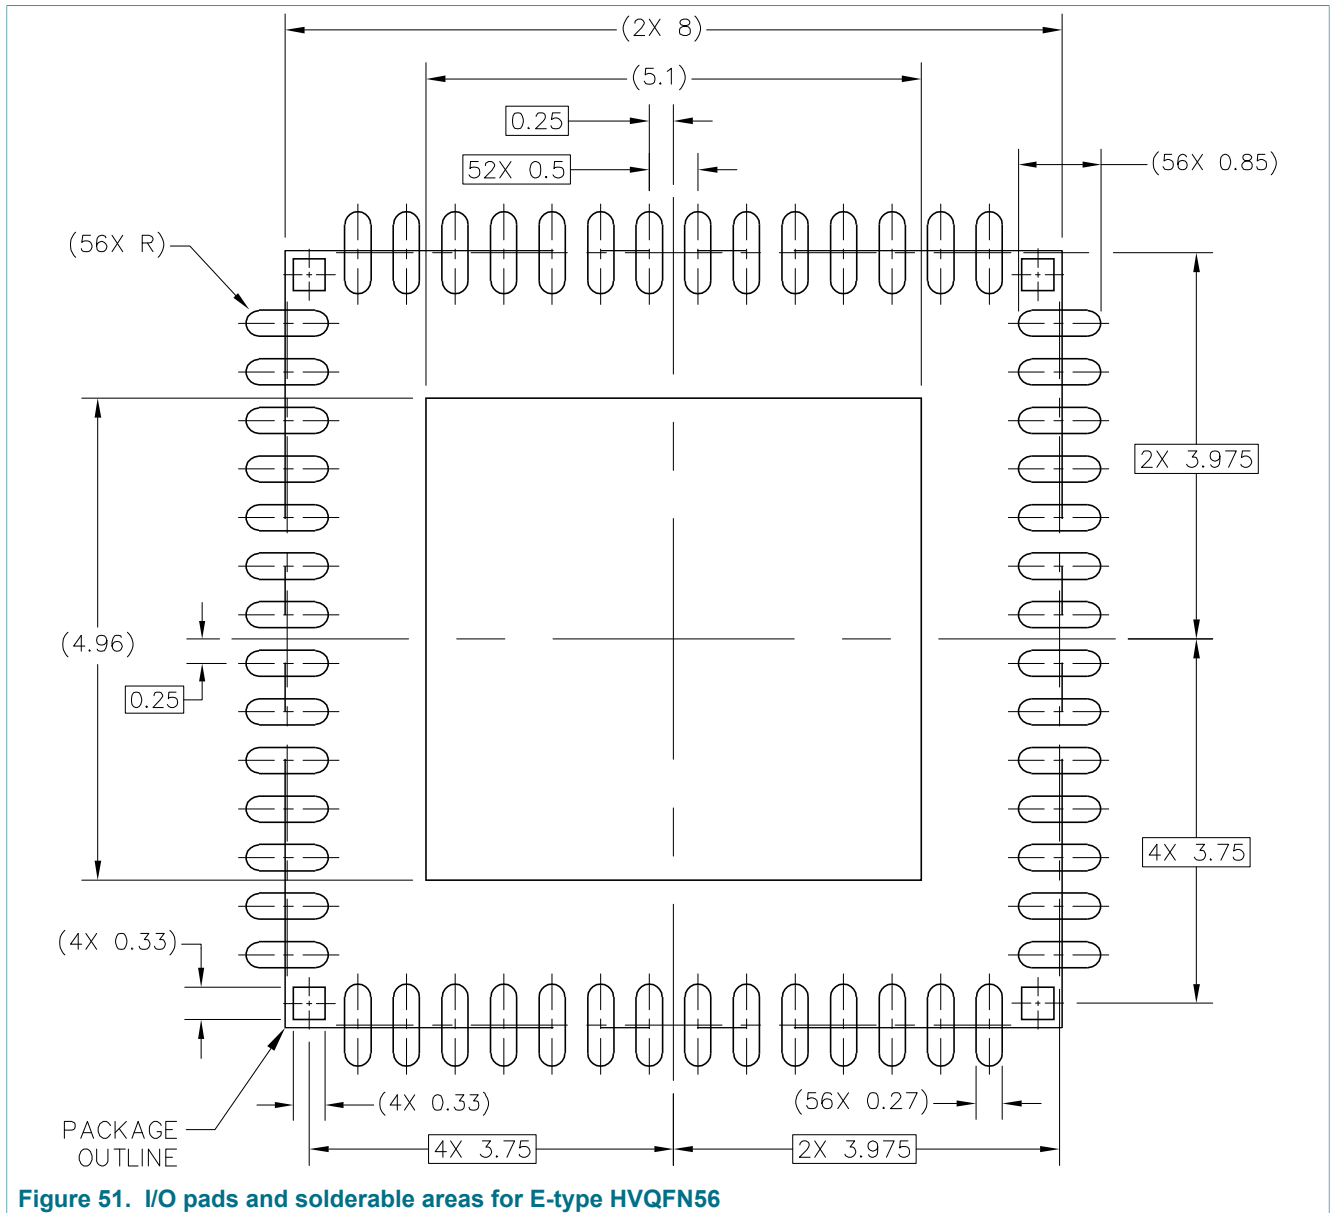 (2X 8)
(5.1)
0.25
52X 0.5
(56X 0.85)
(56X R)
2X 3.975
(4.96)
0.25
4X 3.75
(4X 0.33)
(4X 0.33)
(56X 0.27)
PACKAGE
OUTLINE
4X 3.75
2X 3.975
Figure 51. I/O pads and solderable areas for E-type HVQFN56